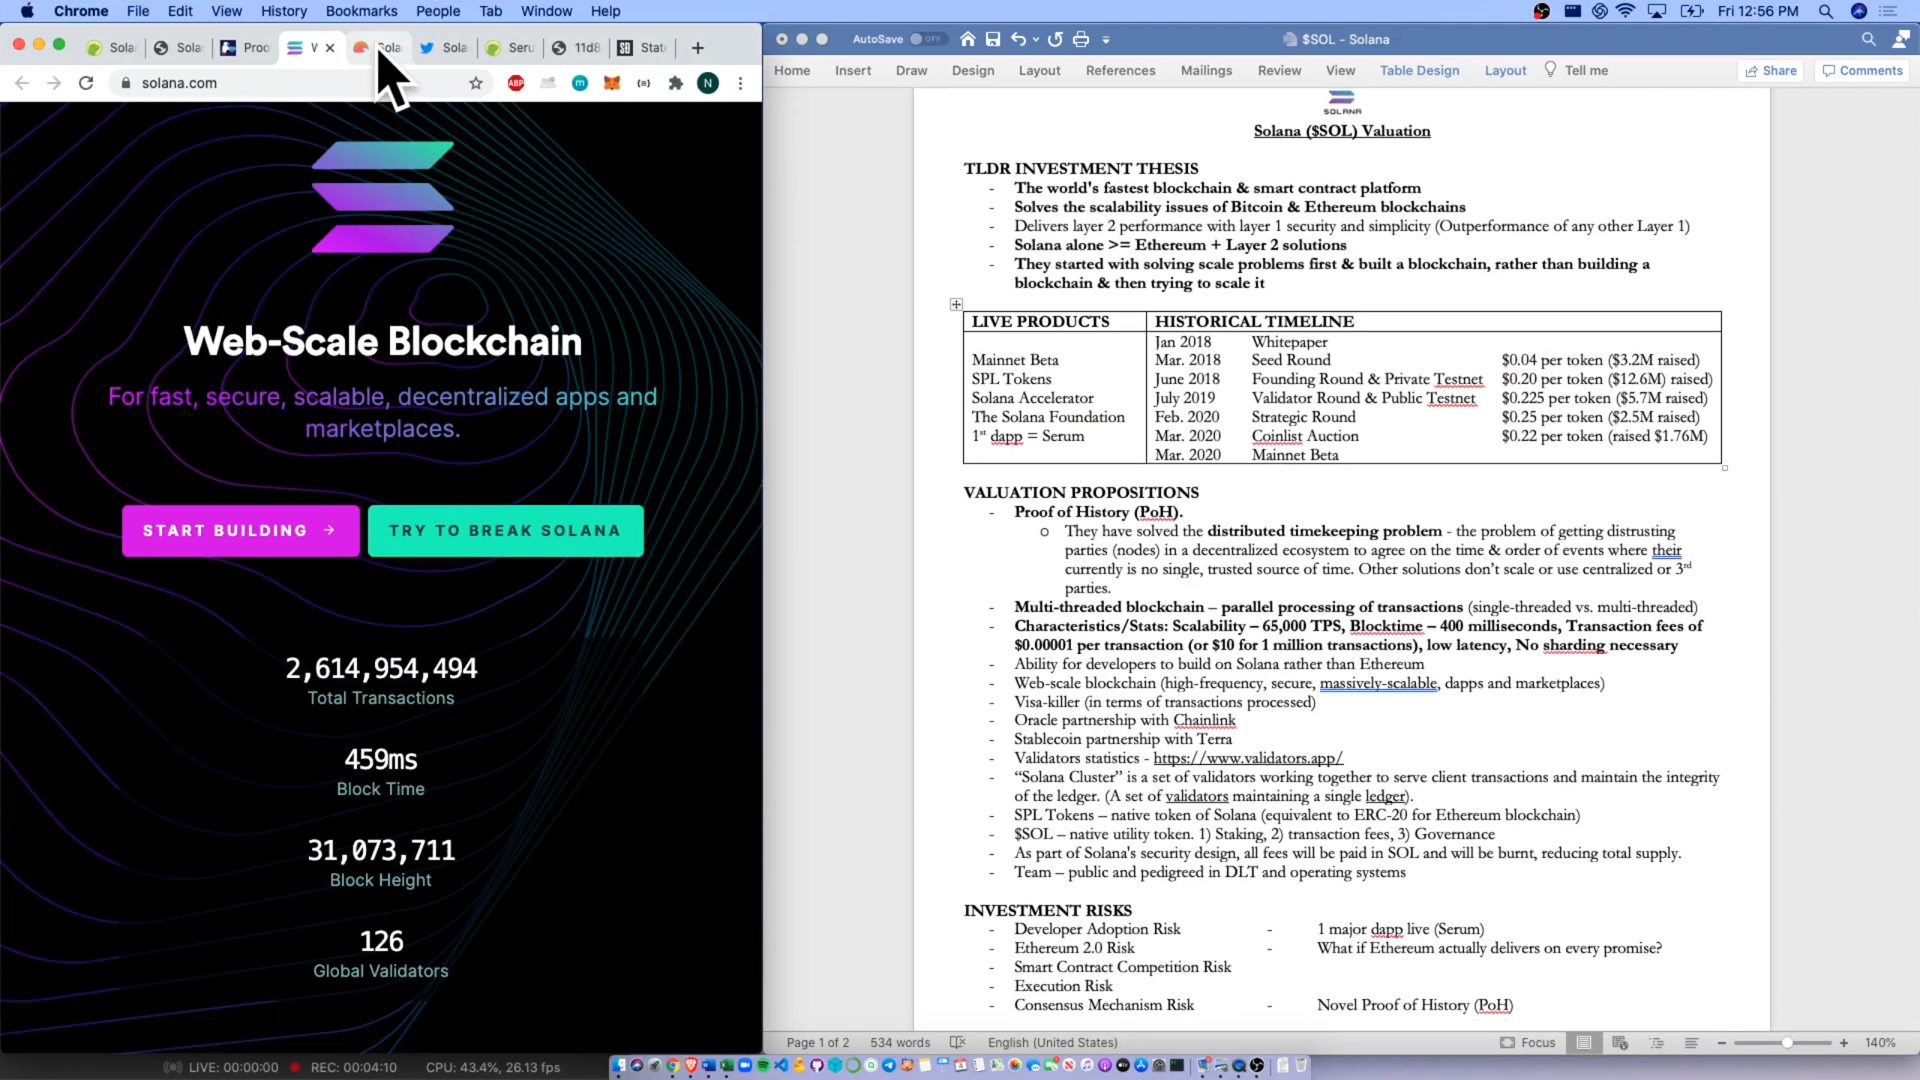 Chrome File Edit View History Bookmarks People Tab Window Help
Fri 12:56 PM
Sola Sola Proo W Sola Sola Seru 11d8 State
solana.com
ABP
m
N
Web-Scale Blockchain
For fast, secure, scalable, decentralized apps and
marketplaces.
START BUILDING →
TRY TO BREAK SOLANA
2,614,954,494
Total Transactions
459ms
Block Time
31,073,711
Block Height
126
Global Validators
LIVE: 00:00:00 REC: 00:04:10 CPU: 43.4%, 26.13 fps
AutoSave OFF
$SOL - Solana
Home Insert Draw Design Layout References Mailings Review View Table Design Layout Tell me
Share Comments
SOLANA
Solana ($SOL) Valuation
TLDR INVESTMENT THESIS
- The world's fastest blockchain & smart contract platform
- Solves the scalability issues of Bitcoin & Ethereum blockchains
- Delivers layer 2 performance with layer 1 security and simplicity (Outperformance of any other Layer 1)
- Solana alone >= Ethereum + Layer 2 solutions
- They started with solving scale problems first & built a blockchain, rather than building a
blockchain & then trying to scale it
LIVE PRODUCTS HISTORICAL TIMELINE
Jan 2018 Whitepaper
Mainnet Beta Mar. 2018 Seed Round $0.04 per token ($3.2M raised)
SPL Tokens June 2018 Founding Round & Private Testnet $0.20 per token ($12.6M) raised)
Solana Accelerator July 2019 Validator Round & Public Testnet $0.225 per token ($5.7M raised)
The Solana Foundation Feb. 2020 Strategic Round $0.25 per token ($2.5M raised)
1st dapp = Serum Mar. 2020 Coinlist Auction $0.22 per token (raised $1.76M)
Mar. 2020 Mainnet Beta
VALUATION PROPOSITIONS
- Proof of History (PoH).
o They have solved the distributed timekeeping problem - the problem of getting distrusting
parties (nodes) in a decentralized ecosystem to agree on the time & order of events where their
currently is no single, trusted source of time. Other solutions don't scale or use centralized or 3rd
parties.
- Multi-threaded blockchain – parallel processing of transactions (single-threaded vs. multi-threaded)
- Characteristics/Stats: Scalability – 65,000 TPS, Blocktime – 400 milliseconds, Transaction fees of
$0.00001 per transaction (or $10 for 1 million transactions), low latency, No sharding necessary
- Ability for developers to build on Solana rather than Ethereum
- Web-scale blockchain (high-frequency, secure, massively-scalable, dapps and marketplaces)
- Visa-killer (in terms of transactions processed)
- Oracle partnership with Chainlink
- Stablecoin partnership with Terra
- Validators statistics - https://www.validators.app/
- “Solana Cluster” is a set of validators working together to serve client transactions and maintain the integrity
of the ledger. (A set of validators maintaining a single ledger).
- SPL Tokens – native token of Solana (equivalent to ERC-20 for Ethereum blockchain)
- $SOL – native utility token. 1) Staking, 2) transaction fees, 3) Governance
- As part of Solana's security design, all fees will be paid in SOL and will be burnt, reducing total supply.
- Team – public and pedigreed in DLT and operating systems
INVESTMENT RISKS
- Developer Adoption Risk - 1 major dapp live (Serum)
- Ethereum 2.0 Risk - What if Ethereum actually delivers on every promise?
- Smart Contract Competition Risk
- Execution Risk
- Consensus Mechanism Risk - Novel Proof of History (PoH)
Page 1 of 2 534 words English (United States) Focus 140%